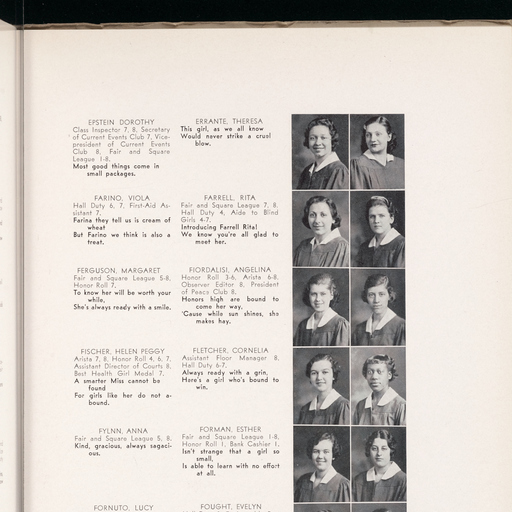 EPSTEIN DOROTHY
Class Inspector 7, 8, Secretary
of Current Events Club 7, Vice-
president of Current Events
Club 8, Fair and Square
League 1-8.
Most good things come in
small packages.
ERRANTE, THERESA
This girl, as we all know
Would never strike a cruel
blow.
FARINO, VIOLA
Hall Duty 6, 7, First-Aid As-
sistant 7.
Farina they tell us is cream of
wheat
But Farino we think is also a
treat.
FARRELL, RITA
Fair and Square League 7, 8.
Hall Duty 4, Aide to Blind
Girls 4-7.
Introducing Farrell Rita!
We know you're all glad to
meet her.
FERGUSON, MARGARET
Fair and Square League 5-8,
Honor Roll 7.
To know her will be worth your
while,
She's always ready with a smile.
FIORDALISI, ANGELINA
Honor Roll 3-6, Arista 6-8,
Observer Editor 8, President
of Peace Club 8.
Honors high are bound to
come her way,
'Cause while sun shines, she
makes hay.
FISCHER, HELEN PEGGY
Arista 7, 8, Honor Roll 4, 6, 7,
Assistant Director of Courts 8,
Best Health Girl Medal 7.
A smarter Miss cannot be
found
For girls like her do not a-
bound.
FLETCHER, CORNELIA
Assistant Floor Manager 8,
Hall Duty 6-7.
Always ready with a grin,
Here's a girl who's bound to
win.
FYLNN, ANNA
Fair and Square League 5, 8.
Kind, gracious, always sagaci-
ous.
FORMAN, ESTHER
Fair and Square League 1-8,
Honor Roll 1, Bank Cashier 1.
Isn't strange that a girl so
small,
Is able to learn with no effort
at all.
FORNUTO, LUCY
FOUGHT, EVELYN